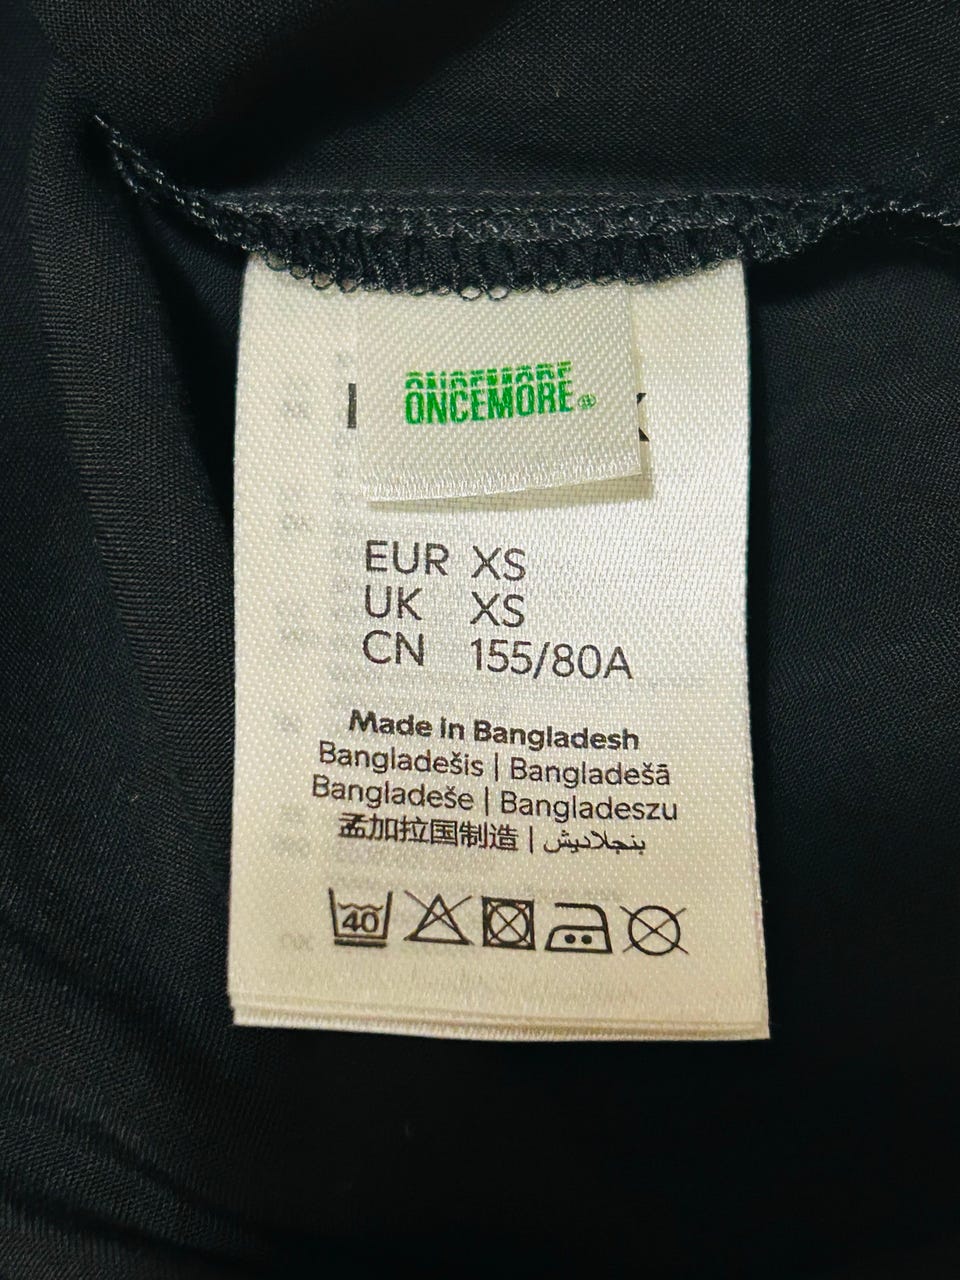 ONCEMORE
ONCEMORE®
EUR XS
UK XS
CN 155/80A
Made in Bangladesh
Bangladešis | Bangladešā
Bangladeše | Bangladeszu
孟加拉国制造 | بنجلاديش
40